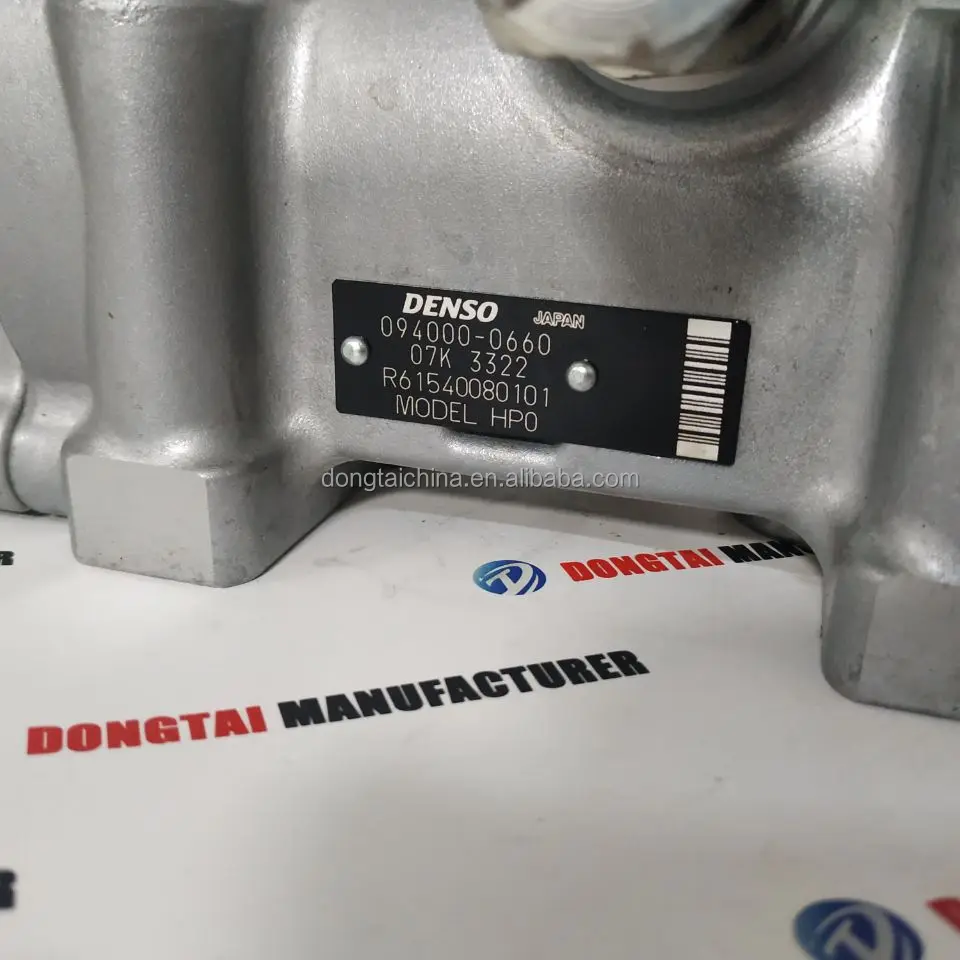 DENSO JAPAN
094000-0660
07K 3322
R61540080101
MODEL HP0
dongtaichina.en.alibaba.com
DONGTAI
DONGTAI MANUFACTURER